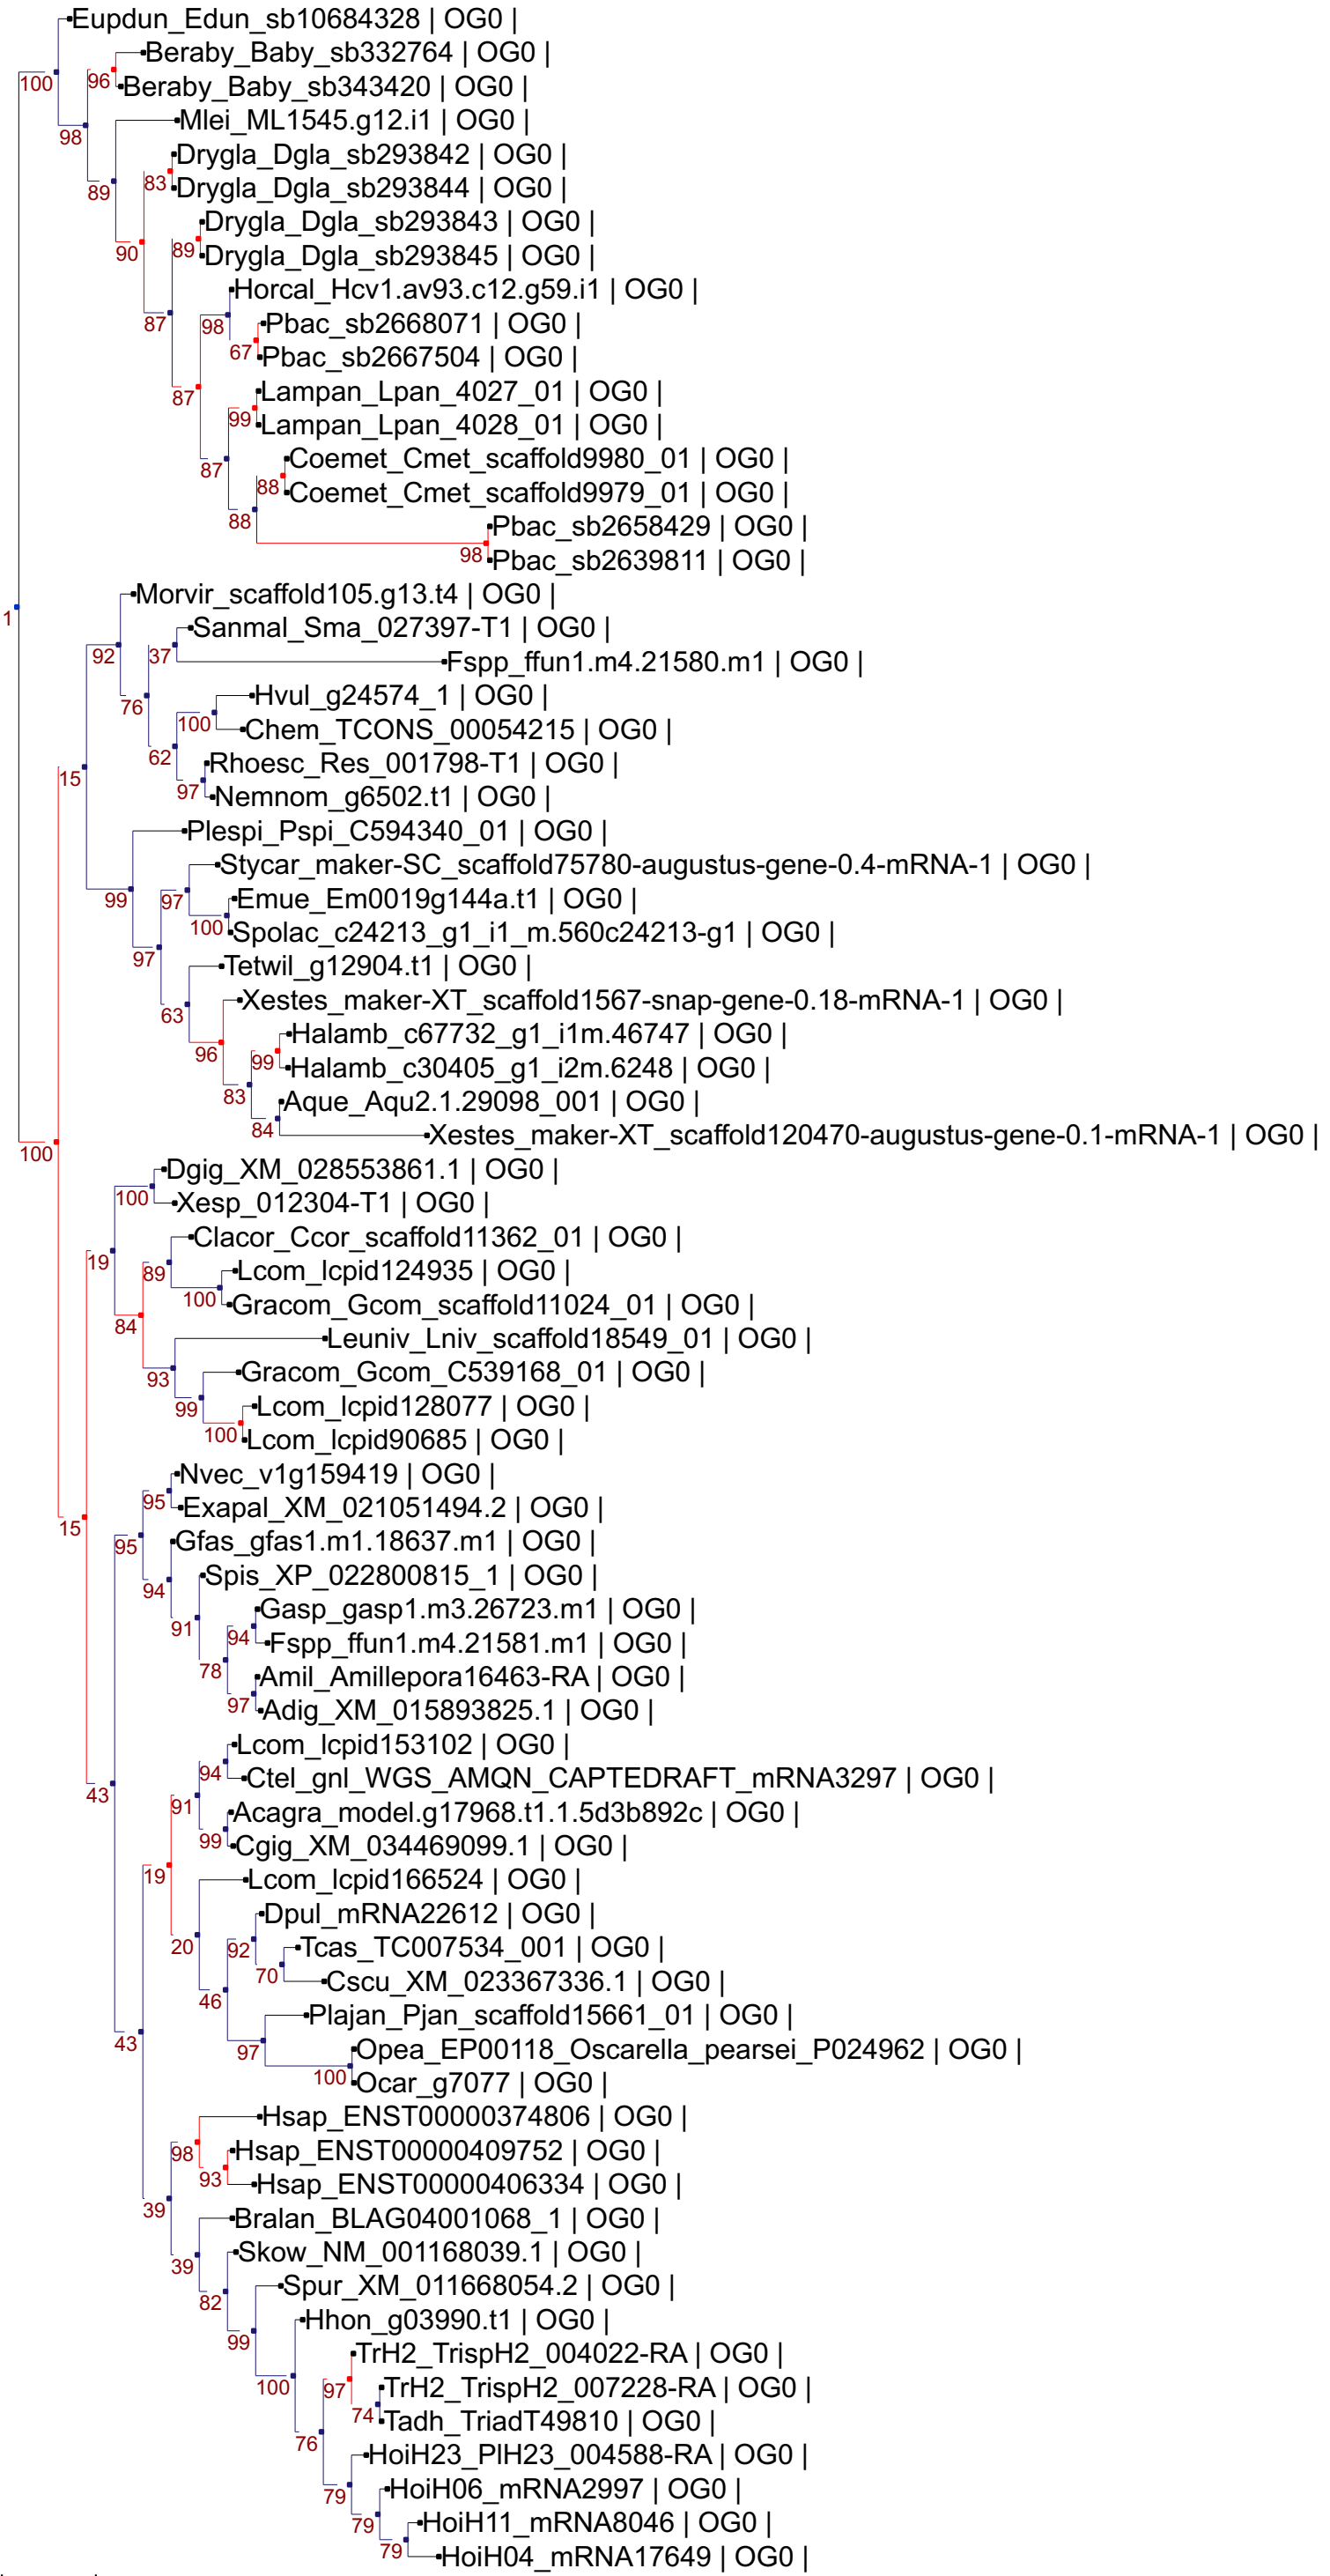 Eupdun_Edun_sb10684328 | OG0 |
Beraby_Baby_sb332764 | OG0 |
96
100
Beraby_Baby_sb343420 | OG0 |
Mlei_ML1545.g12.i1 | OG0 |
98
Drygla_Dgla_sb293842 | OG0 |
83
Drygla_Dgla_sb293844 | OG0 |
89
Drygla_Dgla_sb293843 | OG0 |
89
90
Drygla_Dgla_sb293845 | OG0 |
Horcal_Hcv1.av93.c12.g59.i1 | OG0 |
87
98
Pbac_sb2668071 | OG0 |
67
Pbac_sb2667504 | OG0 |
Lampan_Lpan_4027_01 | OG0 |
87
99
Lampan_Lpan_4028_01 | OG0 |
Coemet_Cmet_scaffold9980_01 | OG0 |
87
88
Coemet_Cmet_scaffold9979_01 | OG0 |
88
Pbac_sb2658429 | OG0 |
98
Pbac_sb2639811 | OG0 |
Morvir_scaffold105.g13.t4 | OG0 |
1
Sanmal_Sma_027397-T1 | OG0 |
92
37
Fspp_ffun1.m4.21580.m1 | OG0 |
Hvul_g24574_1 | OG0 |
76
100
Chem_TCONS_00054215 | OG0 |
62
Rhoesc_Res_001798-T1 | OG0 |
15
97
Nemnom_g6502.t1 | OG0 |
Plespi_Pspi_C594340_01 | OG0 |
Stycar_maker-SC_scaffold75780-augustus-gene-0.4-mRNA-1 | OG0 |
99
97
Emue_Em0019g144a.t1 | OG0 |
100
Spolac_c24213_g1_i1_m.560c24213-g1 | OG0 |
97
Tetwil_g12904.t1 | OG0 |
Xestes_maker-XT_scaffold1567-snap-gene-0.18-mRNA-1 | OG0 |
63
Halamb_c67732_g1_i1m.46747 | OG0 |
96
99
Halamb_c30405_g1_i2m.6248 | OG0 |
83
Aque_Aqu2.1.29098_001 | OG0 |
84
Xestes_maker-XT_scaffold120470-augustus-gene-0.1-mRNA-1 | OG0 |
100
Dgig_XM_028553861.1 | OG0 |
100
Xesp_012304-T1 | OG0 |
Clacor_Ccor_scaffold11362_01 | OG0 |
19
89
Lcom_lcpid124935 | OG0 |
100
Gracom_Gcom_scaffold11024_01 | OG0 |
84
Leuniv_Lniv_scaffold18549_01 | OG0 |
93
Gracom_Gcom_C539168_01 | OG0 |
99
Lcom_lcpid128077 | OG0 |
100
Lcom_lcpid90685 | OG0 |
Nvec_v1g159419 | OG0 |
95
Exapal_XM_021051494.2 | OG0 |
15
95
Gfas_gfas1.m1.18637.m1 | OG0 |
94
Spis_XP_022800815_1 | OG0 |
91
Gasp_gasp1.m3.26723.m1 | OG0 |
94
Fspp_ffun1.m4.21581.m1 | OG0 |
78
Amil_Amillepora16463-RA | OG0 |
97
Adig_XM_015893825.1 | OG0 |
Lcom_lcpid153102 | OG0 |
94
Ctel_gnl_WGS_AMQN_CAPTEDRAFT_mRNA3297 | OG0 |
43
91
Acagra_model.g17968.t1.1.5d3b892c | OG0 |
99
Cgig_XM_034469099.1 | OG0 |
19
Lcom_lcpid166524 | OG0 |
Dpul_mRNA22612 | OG0 |
20
92
Tcas_TC007534_001 | OG0 |
70
Cscu_XM_023367336.1 | OG0 |
46
Plajan_Pjan_scaffold15661_01 | OG0 |
43
97
Opea_EP00118_Oscarella_pearsei_P024962 | OG0 |
100
Ocar_g7077 | OG0 |
Hsap_ENST00000374806 | OG0 |
98
Hsap_ENST00000409752 | OG0 |
93
Hsap_ENST00000406334 | OG0 |
39
Bralan_BLAG04001068_1 | OG0 |
39
Skow_NM_001168039.1 | OG0 |
82
Spur_XM_011668054.2 | OG0 |
Hhon_g03990.t1 | OG0 |
99
TrH2_TrispH2_004022-RA | OG0 |
100
97
TrH2_TrispH2_007228-RA | OG0 |
74
Tadh_TriadT49810 | OG0 |
76
HoiH23_PlH23_004588-RA | OG0 |
79
HoiH06_mRNA2997 | OG0 |
79
HoiH11_mRNA8046 | OG0 |
79
HoiH04_mRNA17649 | OG0 |